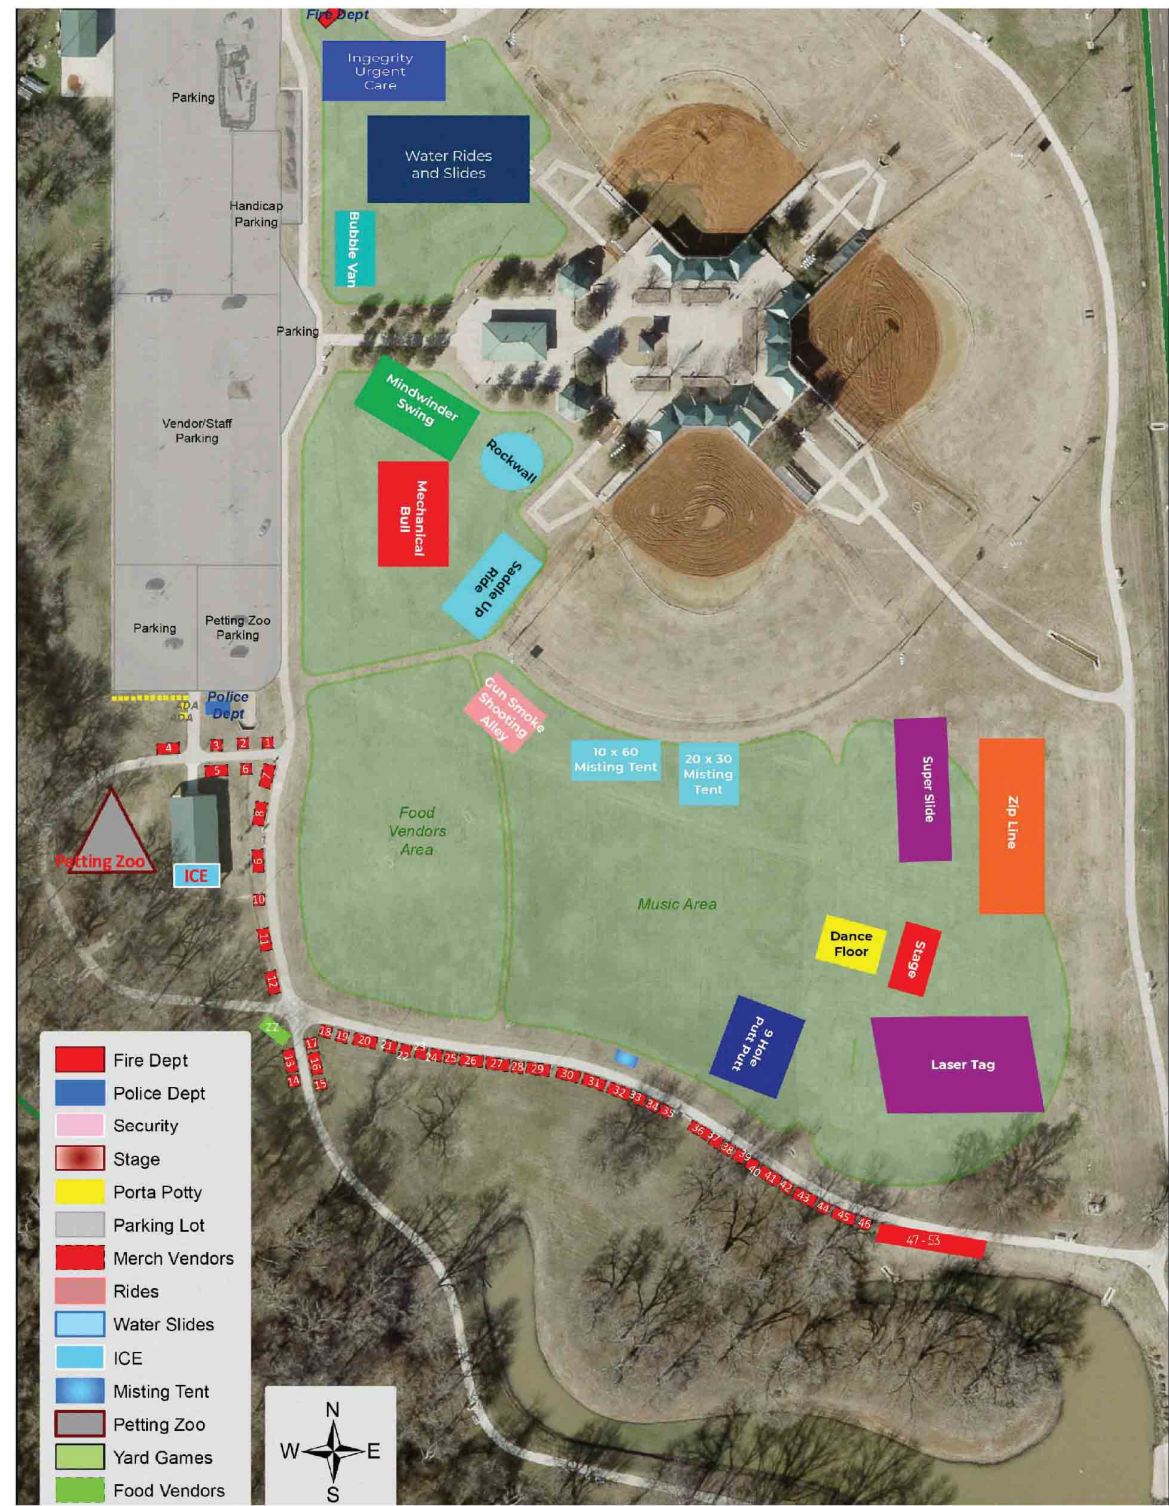 Fire Dept
Ingegrity
Urgent
Care
Parking
Water Rides
and Slides
Handicap
Parking
Bubble Van
Parking
Mindwinder
Swing
Vendor/Staff
Parking
Rockwall
Mechanical
Bull
Saddle Up
Ride
Parking
Petting Zoo
Parking
Police
Dept
ADA
ADA
Gun Smoke
Shooting
Alley
10 x 60
Misting Tent
20 x 30
Misting
Tent
Super Slide
Zip Line
4
3
2
1
5
6
7
8
9
10
11
12
Petting Zoo
ICE
Food
Vendors
Area
Music Area
Dance
Floor
Stage
9 Hole
Putt Putt
Laser Tag
22
13
14
17
16
15
18
19
20
21
22
23
24
25
26
27
28
29
30
31
32
33
34
35
36
37
38
39
40
41
42
43
44
45
46
47 - 53
Fire Dept
Police Dept
Security
Stage
Porta Potty
Parking Lot
Merch Vendors
Rides
Water Slides
ICE
Misting Tent
Petting Zoo
Yard Games
Food Vendors
N
W
E
S